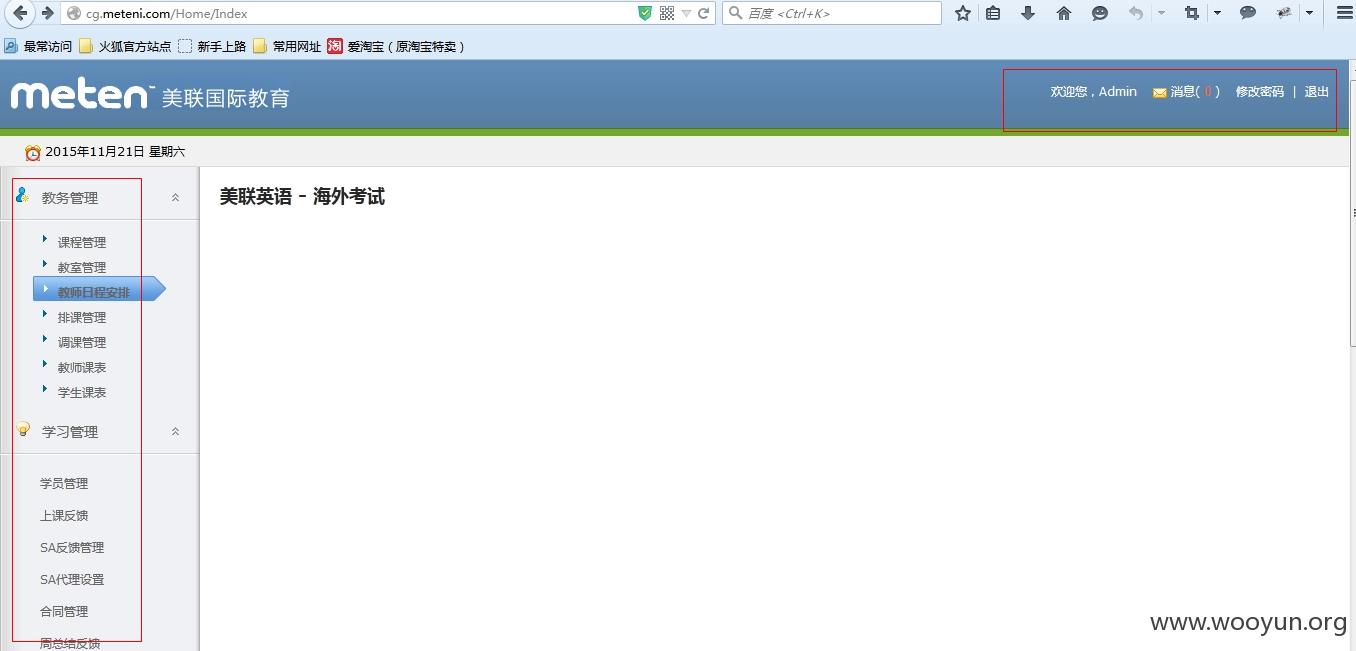 cg.meteni.com/Home/Index
百度 <Ctrl+K>
最常访问 火狐官方站点 新手上路 常用网址 淘 爱淘宝（原淘宝特卖）
meten 美联国际教育
欢迎您，Admin 消息( 0 ) 修改密码 | 退出
2015年11月21日 星期六
教务管理
美联英语 - 海外考试
课程管理
教室管理
教师日程安排
排课管理
调课管理
教师课表
学生课表
学习管理
学员管理
上课反馈
SA反馈管理
SA代理设置
合同管理
周总结反馈
www.wooyun.org